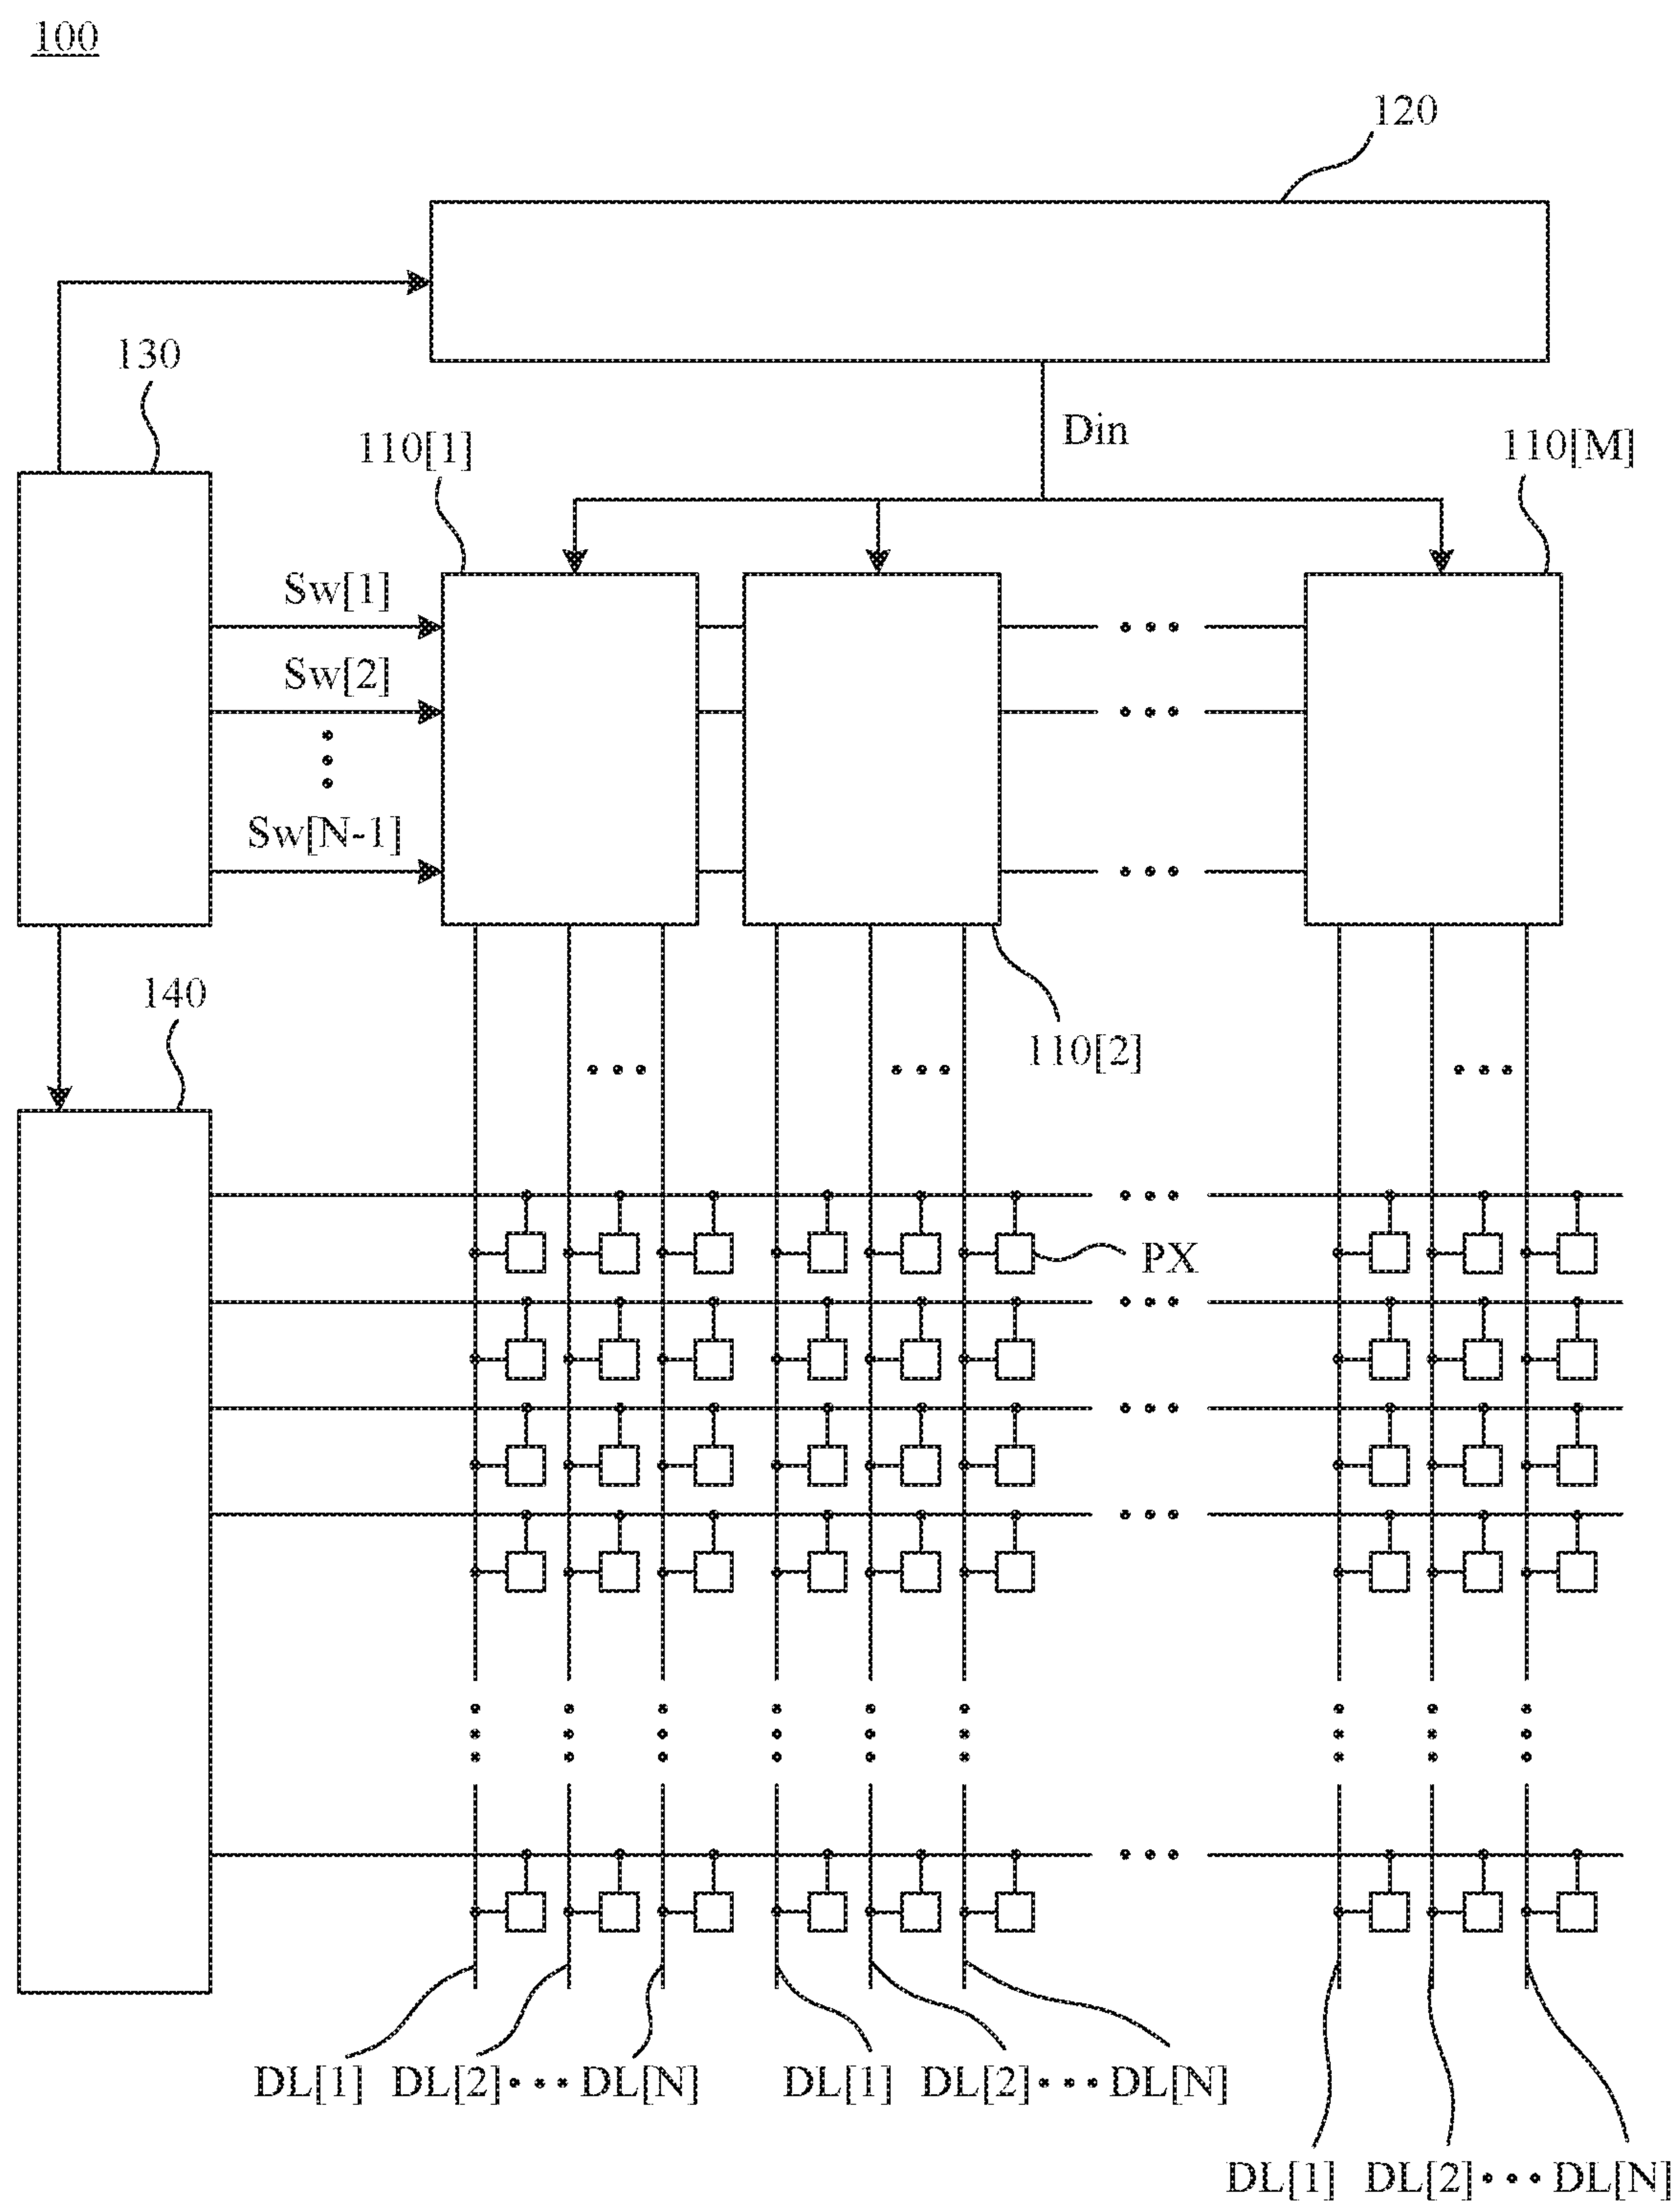 100
120
130
Din
110[1]
110[M]
Sw[1]
Sw[2]
Sw[N-1]
140
110[2]
PX
DL[1] DL[2]•••DL[N] DL[1] DL[2]•••DL[N]
DL[1] DL[2]•••DL[N]